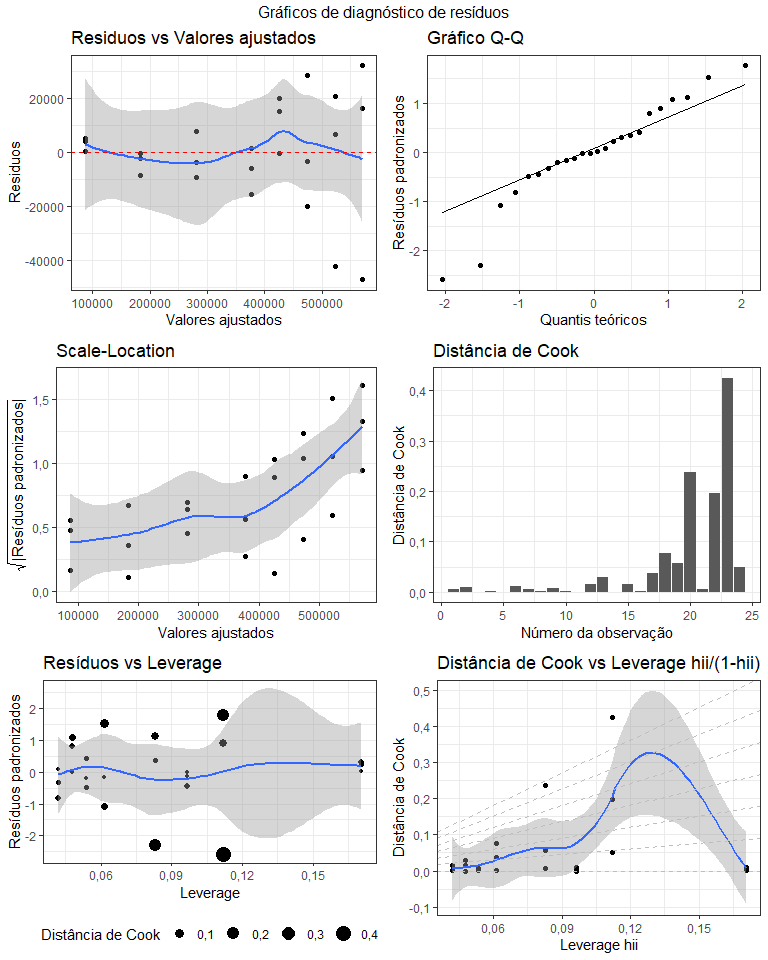 Gráficos de diagnóstico de resíduos
Residuos vs Valores ajustados
Resíduos
20000
0
-20000
-40000
100000 200000 300000 400000 500000
Valores ajustados
Gráfico Q-Q
Resíduos padronizados
1
0
-1
-2
-2 -1 0 1 2
Quantis teóricos
Scale-Location
√|Resíduos padronizados|
1,5
1,0
0,5
0,0
100000 200000 300000 400000 500000
Valores ajustados
Distância de Cook
Distância de Cook
0,4
0,3
0,2
0,1
0,0
0 5 10 15 20 25
Número da observação
Resíduos vs Leverage
Resíduos padronizados
2
1
0
-1
-2
0,06 0,09 0,12 0,15
Leverage
Distância de Cook 0,1 0,2 0,3 0,4
Distância de Cook vs Leverage hii/(1-hii)
Distância de Cook
0,5
0,4
0,3
0,2
0,1
0,0
-0,1
0,06 0,09 0,12 0,15
Leverage hii